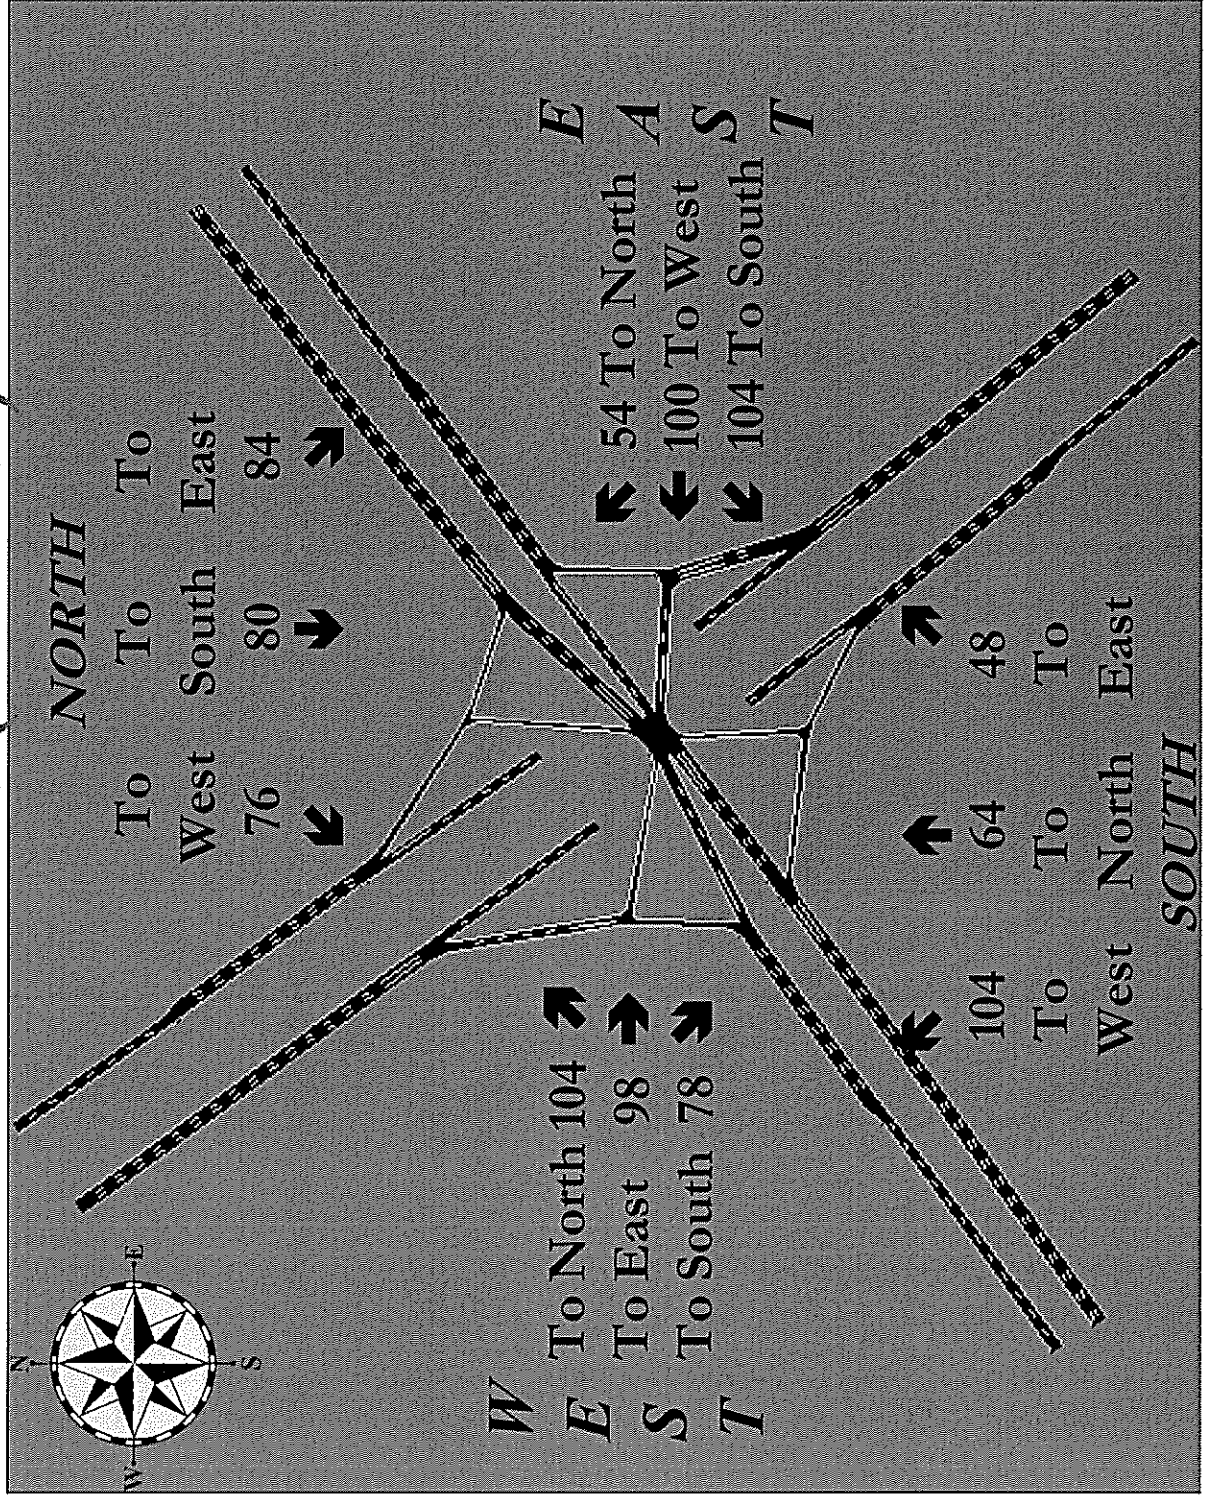 N
W E
S
NORTH
To To To
West South East
76 80 84
W
E
S
T
To North 104
To East 98
To South 78
54 To North
100 To West
104 To South
E
A
S
T
104 64 48
To To To
West North East
SOUTH